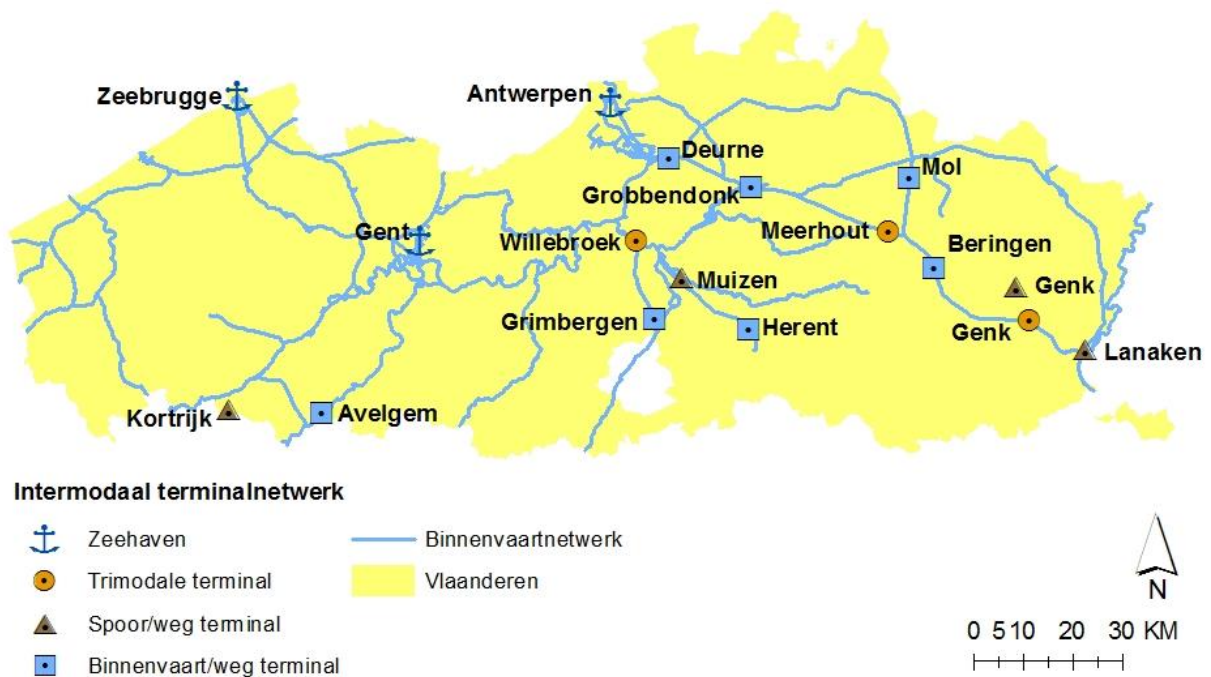 Zeebrugge
Antwerpen
Deurne
Grobbendonk
Mol
Gent
Willebroek
Meerhout
Beringen
Muizen
Genk
Grimbergen
Herent
Genk
Lanaken
Kortrijk
Avelgem
Intermodaal terminalnetwerk
Zeehaven
Binnenvaartnetwerk
Trimodale terminal
Vlaanderen
Spoor/weg terminal
Binnenvaart/weg terminal
N
0 5 10 20 30 KM